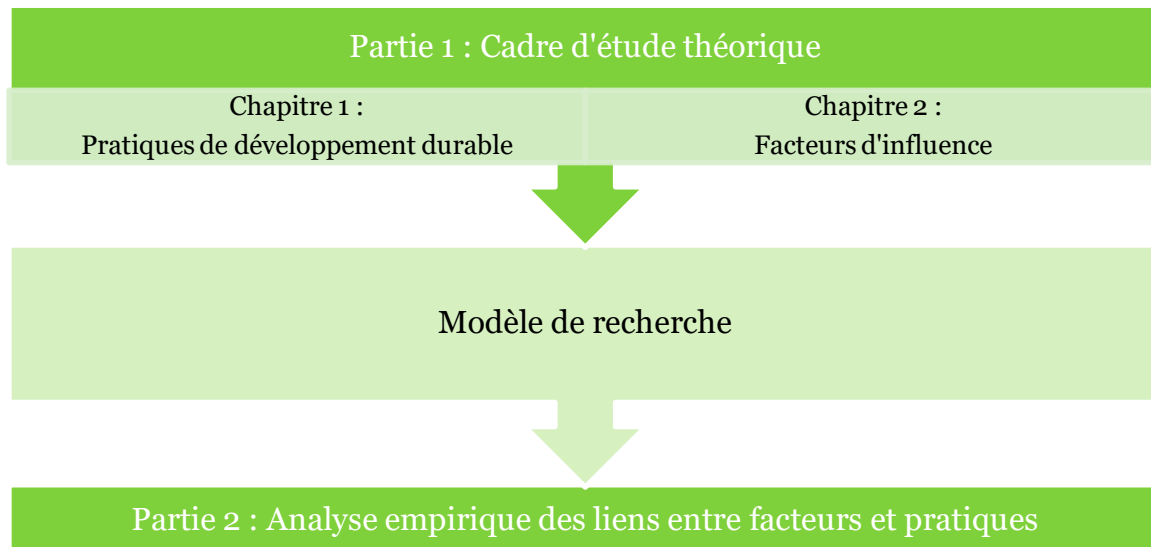 Partie 1 : Cadre d'étude théorique
Chapitre 1 :
Pratiques de développement durable
Chapitre 2 :
Facteurs d'influence
Modèle de recherche
Partie 2 : Analyse empirique des liens entre facteurs et pratiques